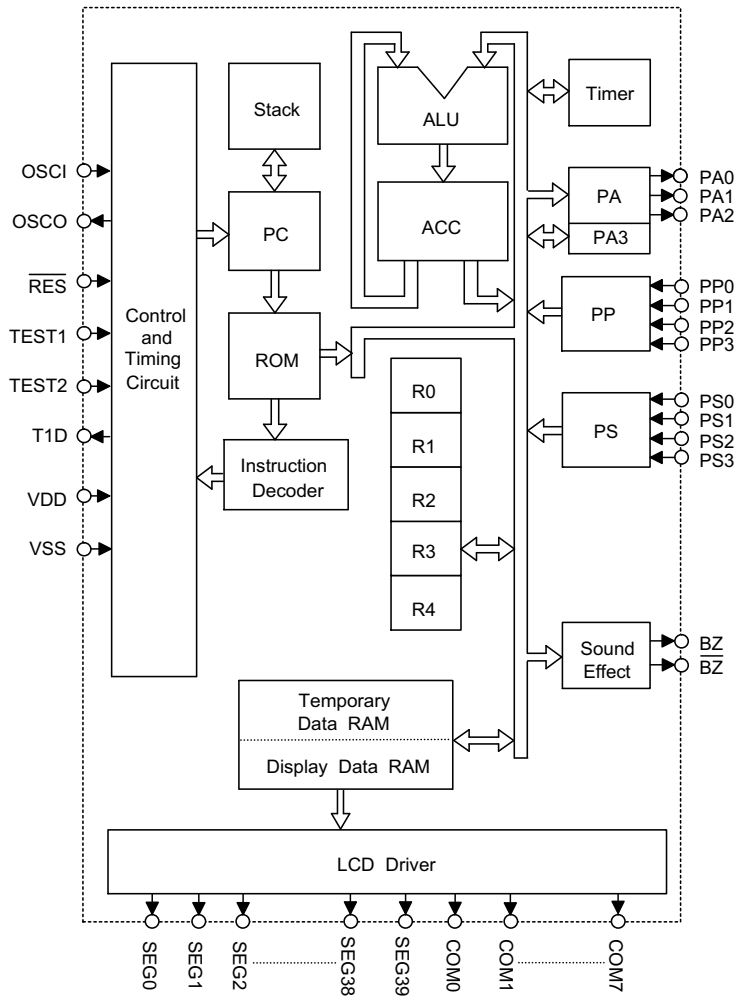 Stack
ALU
Timer
OSCI
OSCO
RES
TEST1
TEST2
T1D
VDD
VSS
Control
and
Timing
Circuit
PC
ACC
PA
PA3
PA0
PA1
PA2
ROM
PP
PP0
PP1
PP2
PP3
Instruction
Decoder
R0
R1
R2
R3
R4
PS
PS0
PS1
PS2
PS3
Sound
Effect
BZ
BZ
Temporary
Data RAM
Display Data RAM
LCD Driver
SEG0
SEG1
SEG2
SEG38
SEG39
COM0
COM1
COM7